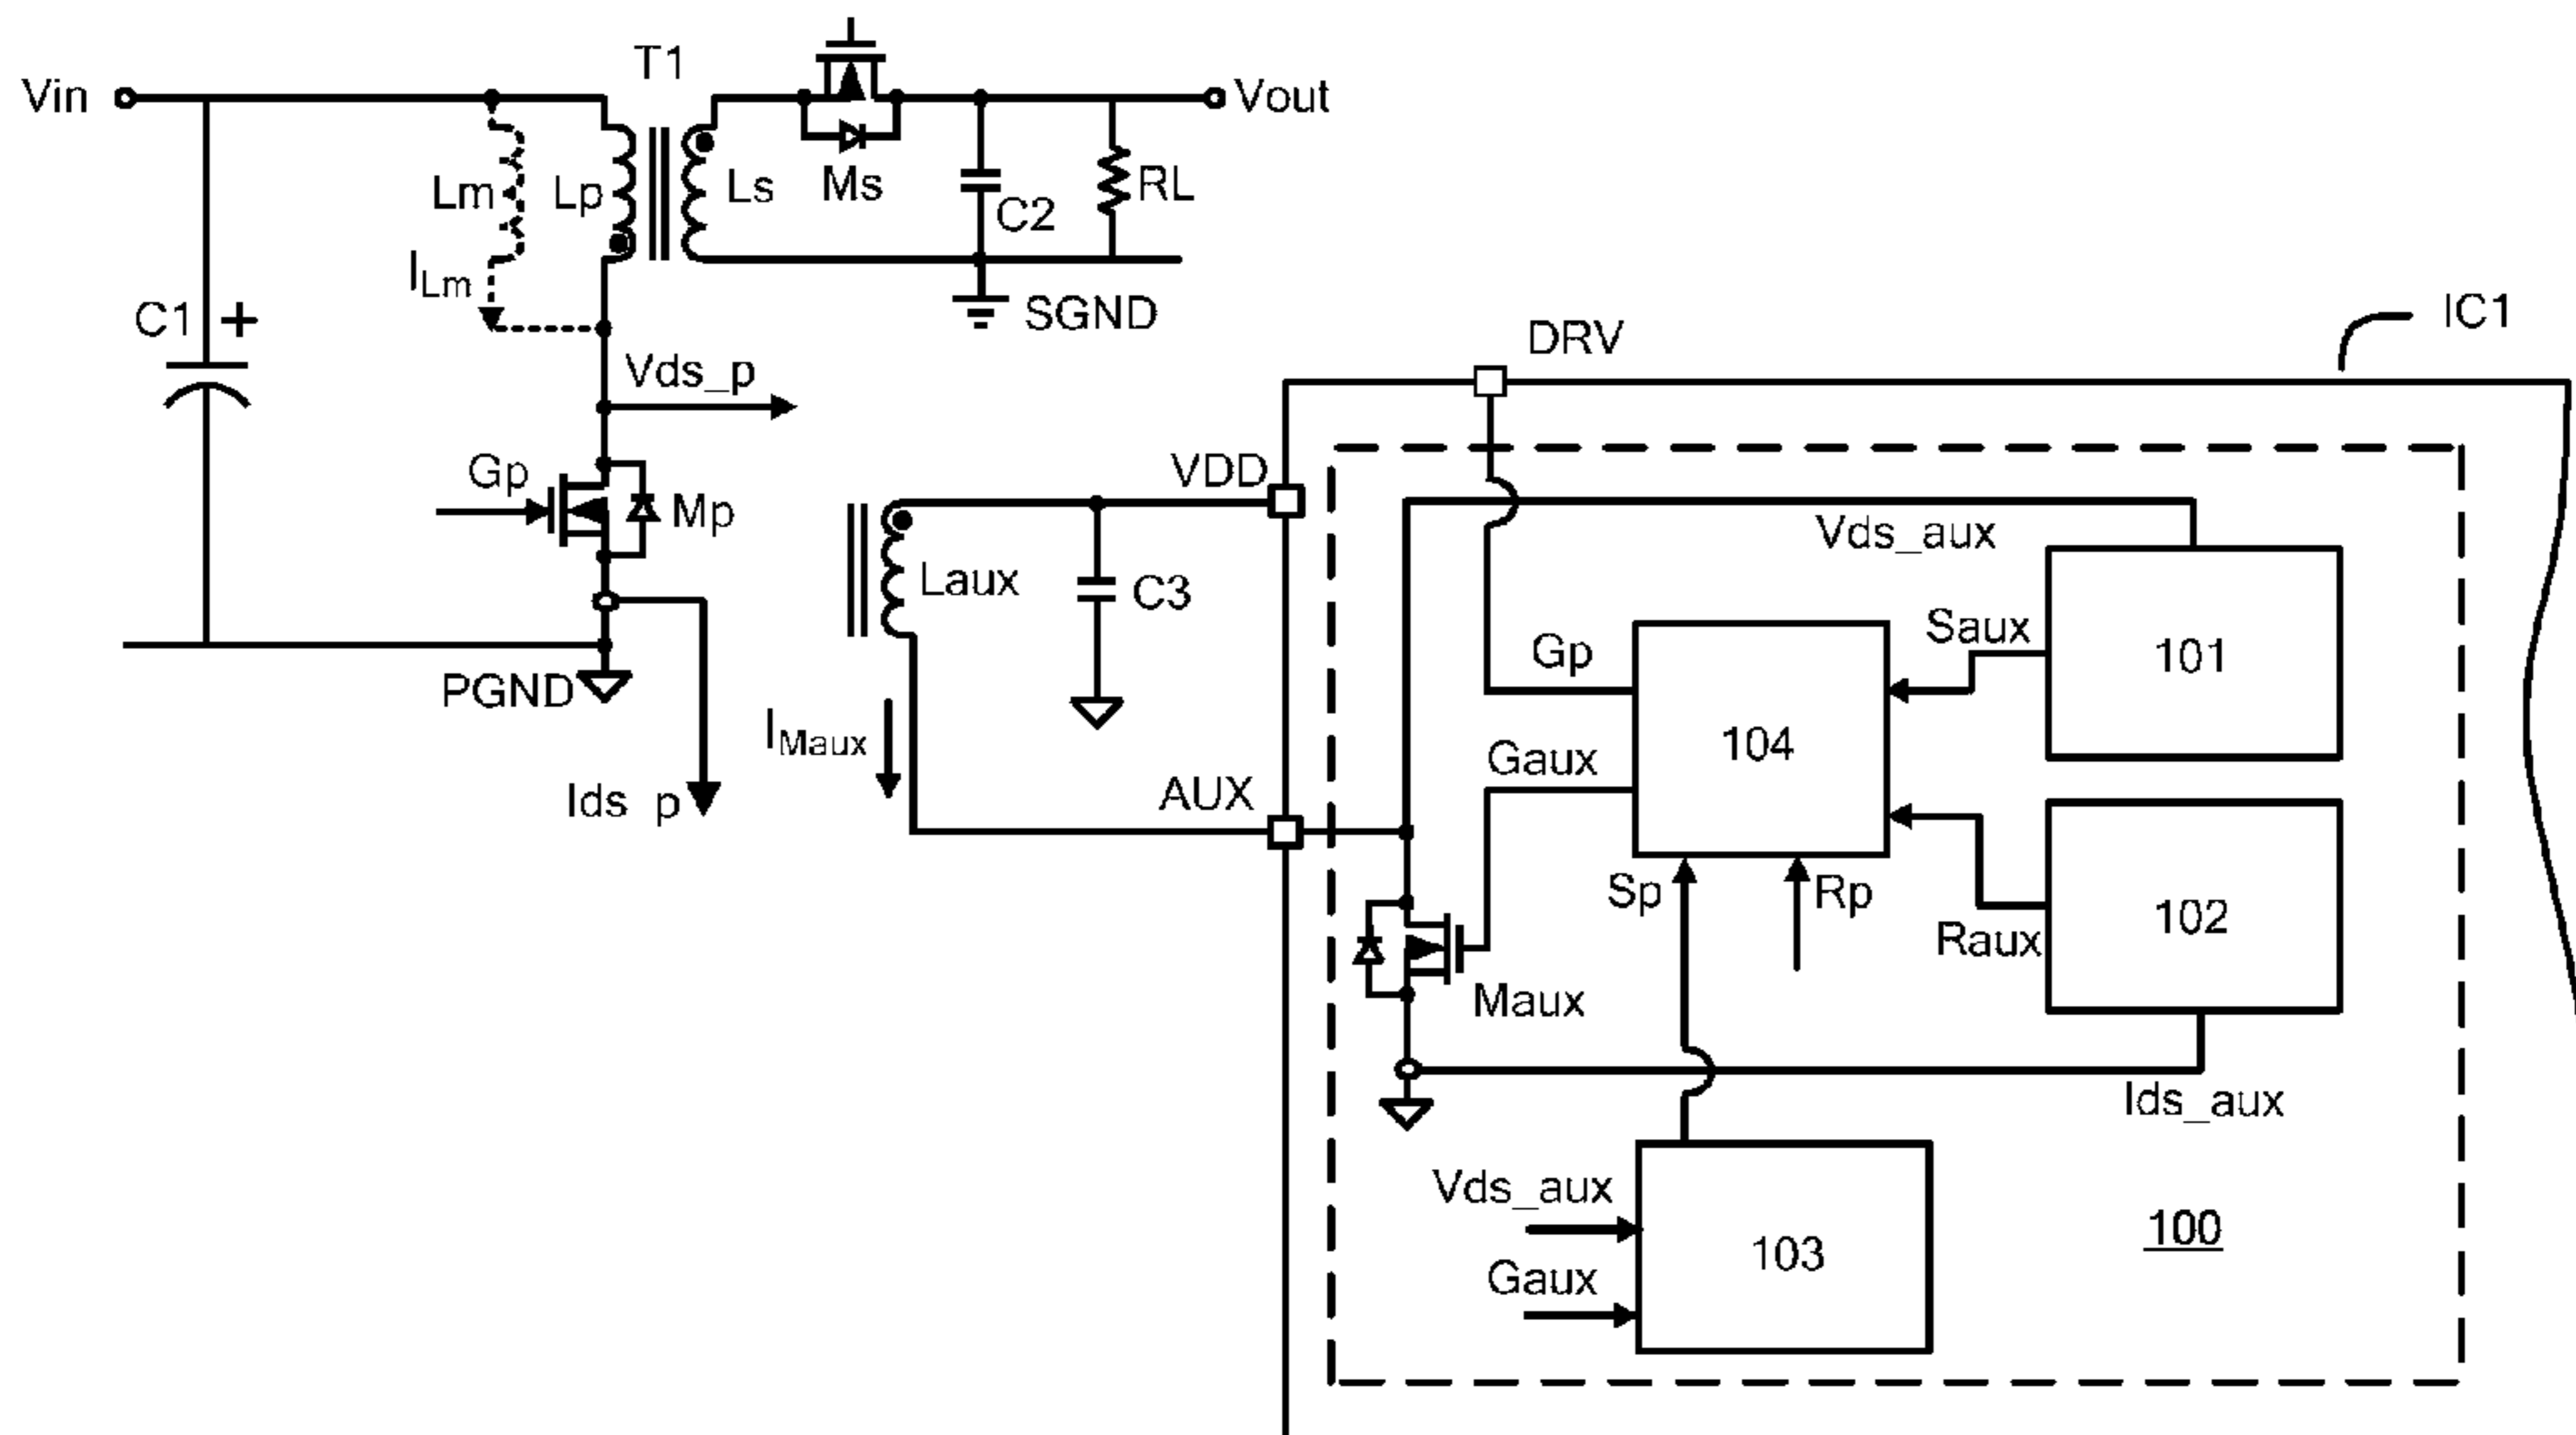 T1
Vin
Vout
Lm
Lp
Ls
Ms
C2
RL
ILm
C1 +
SGND
IC1
DRV
Vds_p
Gp
Mp
VDD
Vds_aux
Laux
C3
Saux
101
Gp
PGND
104
IMaux
Gaux
Ids p
AUX
Sp
Rp
Raux
102
Maux
Ids_aux
Vds_aux
103
100
Gaux